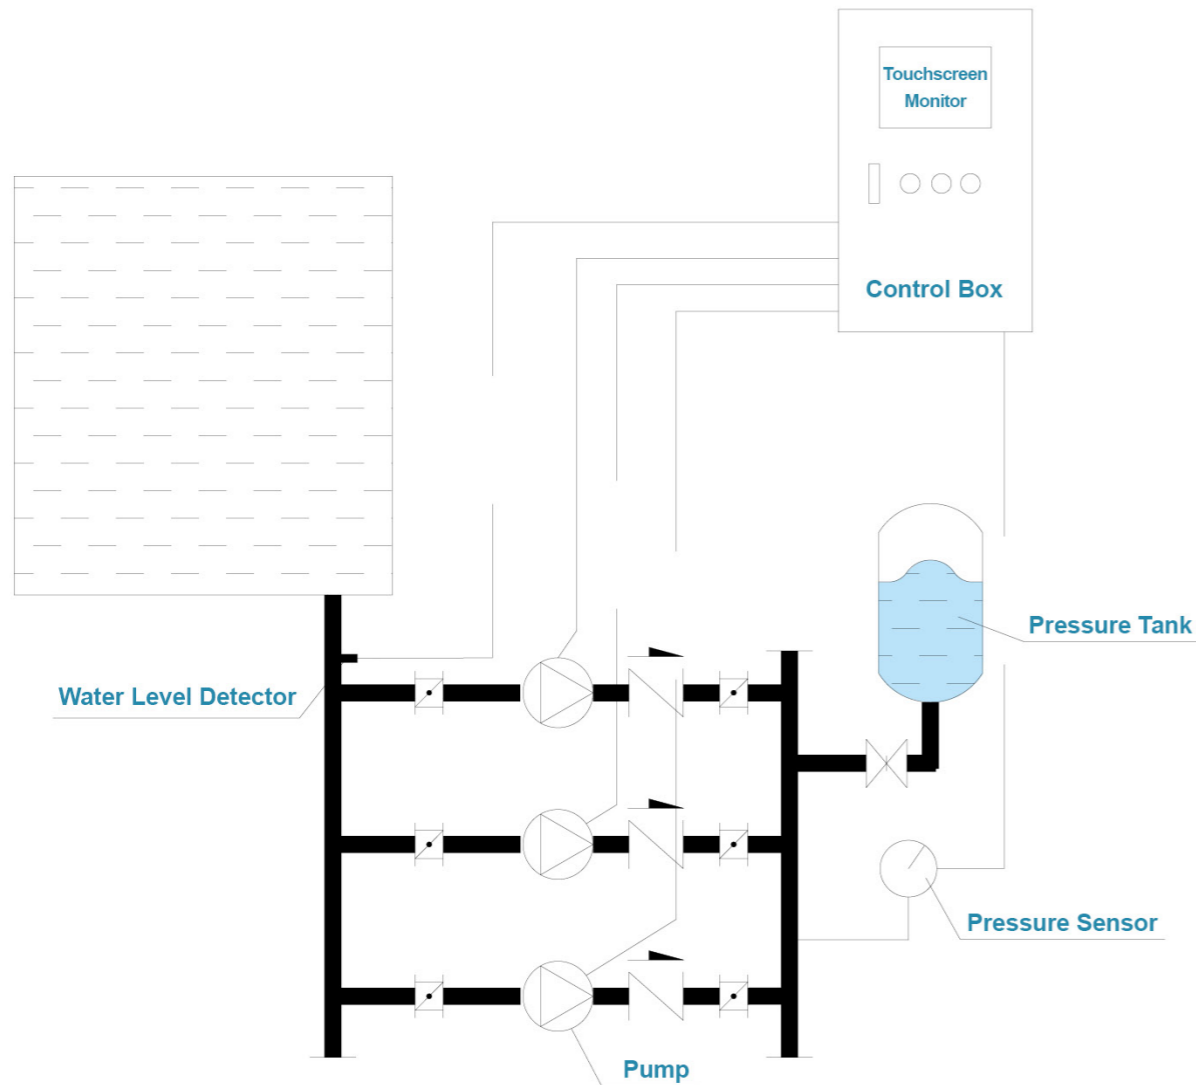 Touchscreen
Monitor
Control Box
Pressure Tank
Water Level Detector
Pressure Sensor
Pump